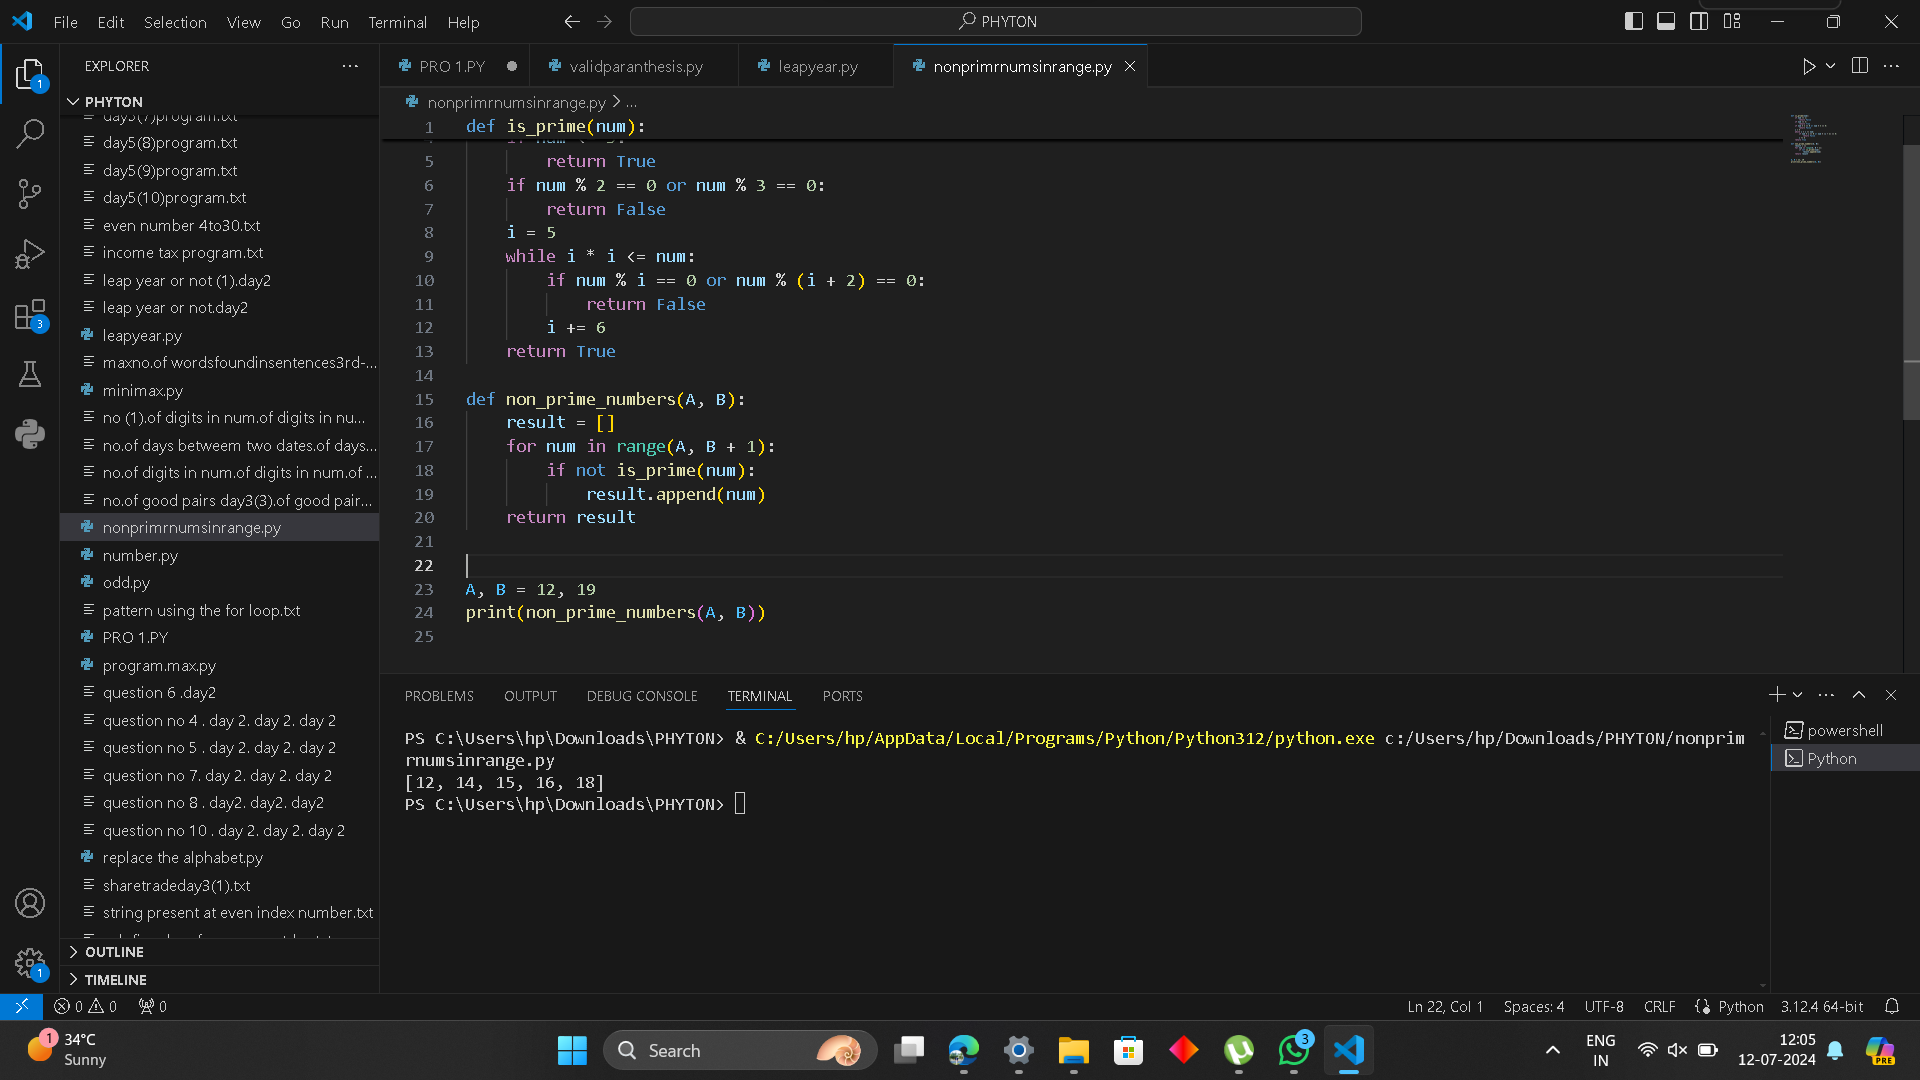 File Edit Selection View Go Run Terminal Help
PHYTON
EXPLORER
PHYTON
day5(7)program.txt
day5(8)program.txt
day5(9)program.txt
day5(10)program.txt
even number 4to30.txt
income tax program.txt
leap year or not (1).day2
leap year or not.day2
leapyear.py
maxno.of wordsfoundinsentences3rd-...
minimax.py
no (1).of digits in num.of digits in nu...
no.of days betweem two dates.of days...
no.of digits in num.of digits in num.of ...
no.of good pairs day3(3).of good pair...
nonprimrnumsinrange.py
number.py
odd.py
pattern using the for loop.txt
PRO 1.PY
program.max.py
question 6 .day2
question no 4 . day 2. day 2. day 2
question no 5 . day 2. day 2. day 2
question no 7. day 2. day 2. day 2
question no 8 . day2. day2. day2
question no 10 . day 2. day 2. day 2
replace the alphabet.py
sharetradeday3(1).txt
string present at even index number.txt
OUTLINE
TIMELINE
PRO 1.PY validparanthesis.py leapyear.py nonprimrnumsinrange.py
nonprimrnumsinrange.py > ...
1 def is_prime(num):
5 return True
6 if num % 2 == 0 or num % 3 == 0:
7 return False
8 i = 5
9 while i * i <= num:
10 if num % i == 0 or num % (i + 2) == 0:
11 return False
12 i += 6
13 return True
14
15 def non_prime_numbers(A, B):
16 result = []
17 for num in range(A, B + 1):
18 if not is_prime(num):
19 result.append(num)
20 return result
21
22
23 A, B = 12, 19
24 print(non_prime_numbers(A, B))
25
PROBLEMS OUTPUT DEBUG CONSOLE TERMINAL PORTS
PS C:\Users\hp\Downloads\PHYTON> & C:/Users/hp/AppData/Local/Programs/Python/Python312/python.exe c:/Users/hp/Downloads/PHYTON/nonprim
rnumsinrange.py
[12, 14, 15, 16, 18]
PS C:\Users\hp\Downloads\PHYTON>
powershell
Python
1
3
1
0 0 0
Ln 22, Col 1 Spaces: 4 UTF-8 CRLF Python 3.12.4 64-bit
1
34°C
Sunny
Search
3
ENG
IN
12:05
12-07-2024
PRE